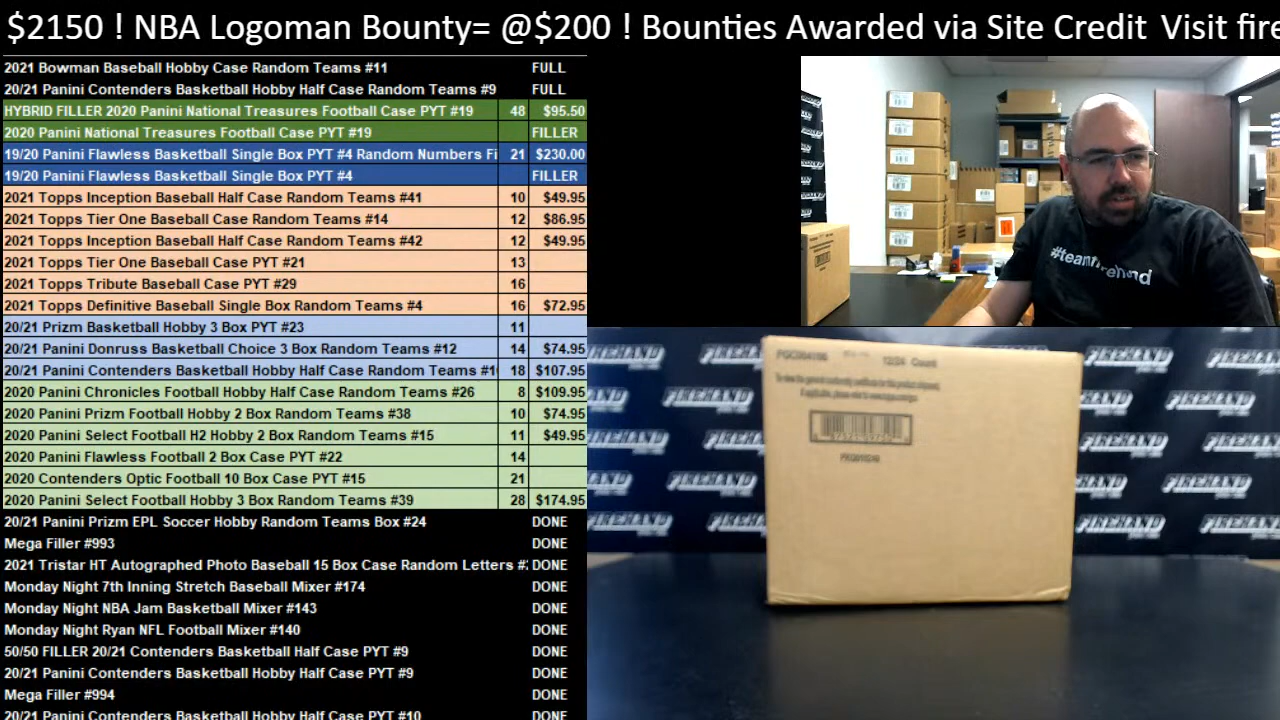 $2150 ! NBA Logoman Bounty= @$200 ! Bounties Awarded via Site Credit Visit fire
2021 Bowman Baseball Hobby Case Random Teams #11 FULL
20/21 Panini Contenders Basketball Hobby Half Case Random Teams #9 FULL
HYBRID FILLER 2020 Panini National Treasures Football Case PYT #19 48 $95.50
2020 Panini National Treasures Football Case PYT #19 FILLER
19/20 Panini Flawless Basketball Single Box PYT #4 Random Numbers Fi 21 $230.00
19/20 Panini Flawless Basketball Single Box PYT #4 FILLER
2021 Topps Inception Baseball Half Case Random Teams #41 10 $49.95
2021 Topps Tier One Baseball Case Random Teams #14 12 $86.95
2021 Topps Inception Baseball Half Case Random Teams #42 12 $49.95
2021 Topps Tier One Baseball Case PYT #21 13
2021 Topps Tribute Baseball Case PYT #29 16
2021 Topps Definitive Baseball Single Box Random Teams #4 16 $72.95
20/21 Prizm Basketball Hobby 3 Box PYT #23 11
20/21 Panini Donruss Basketball Choice 3 Box Random Teams #12 14 $74.95
20/21 Panini Contenders Basketball Hobby Half Case Random Teams #1 18 $107.95
2020 Panini Chronicles Football Hobby Half Case Random Teams #26 8 $109.95
2020 Panini Prizm Football Hobby 2 Box Random Teams #38 10 $74.95
2020 Panini Select Football H2 Hobby 2 Box Random Teams #15 11 $49.95
2020 Panini Flawless Football 2 Box Case PYT #22 14
2020 Contenders Optic Football 10 Box Case PYT #15 21
2020 Panini Select Football Hobby 3 Box Random Teams #39 28 $174.95
20/21 Panini Prizm EPL Soccer Hobby Random Teams Box #24 DONE
Mega Filler #993 DONE
2021 Tristar HT Autographed Photo Baseball 15 Box Case Random Letters #: DONE
Monday Night 7th Inning Stretch Baseball Mixer #174 DONE
Monday Night NBA Jam Basketball Mixer #143 DONE
Monday Night Ryan NFL Football Mixer #140 DONE
50/50 FILLER 20/21 Contenders Basketball Half Case PYT #9 DONE
20/21 Panini Contenders Basketball Hobby Half Case PYT #9 DONE
Mega Filler #994 DONE
20/21 Panini Contenders Basketball Hobby Half Case PYT #10 DONE
#teamfirehand
FIREHAND
12/24 Count